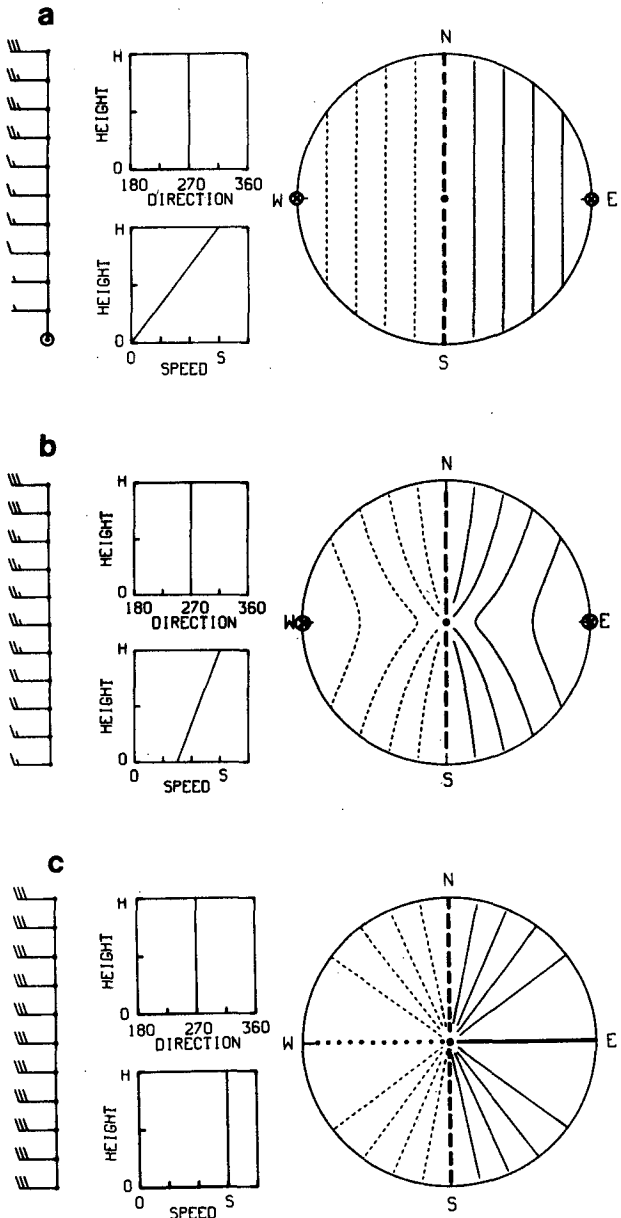 a
H
HEIGHT
0
180 270 360
DIRECTION
HEIGHT
0
0 S
SPEED
N
W
E
S
b
H
HEIGHT
0
180 270 360
DIRECTION
H
HEIGHT
0
0 S
SPEED
N
W
E
S
c
H
HEIGHT
0
180 270 360
DIRECTION
H
HEIGHT
0
0 S
SPEED
N
W
E
S